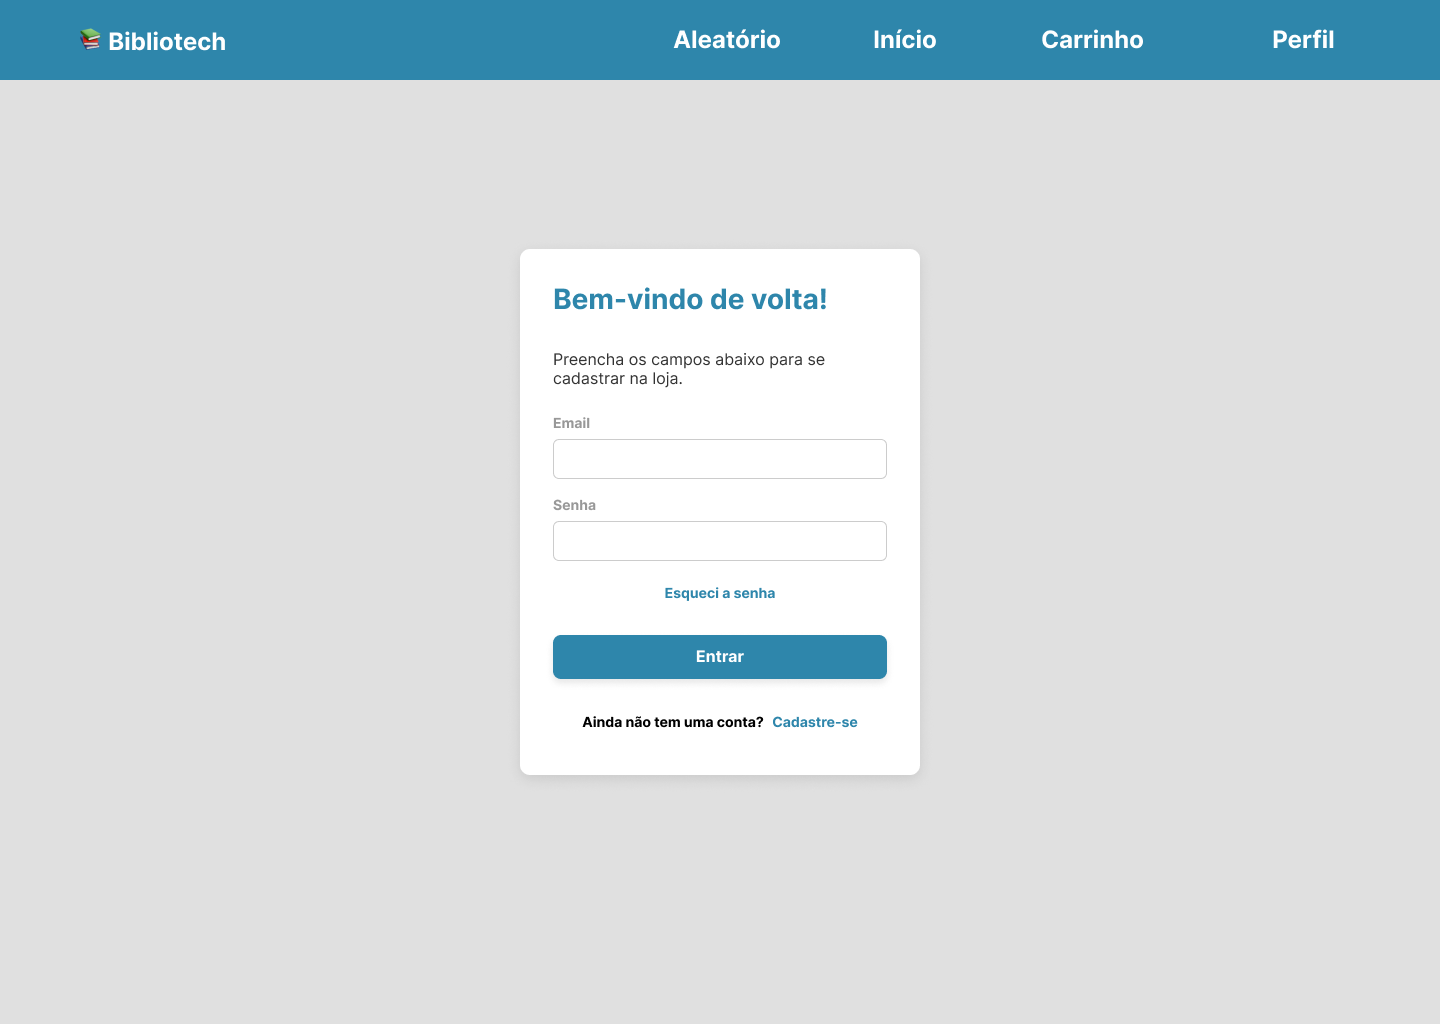 Bibliotech
Aleatório
Início
Carrinho
Perfil
Bem-vindo de volta!
Preencha os campos abaixo para se
cadastrar na loja.
Email
Senha
Esqueci a senha
Entrar
Ainda não tem uma conta? Cadastre-se